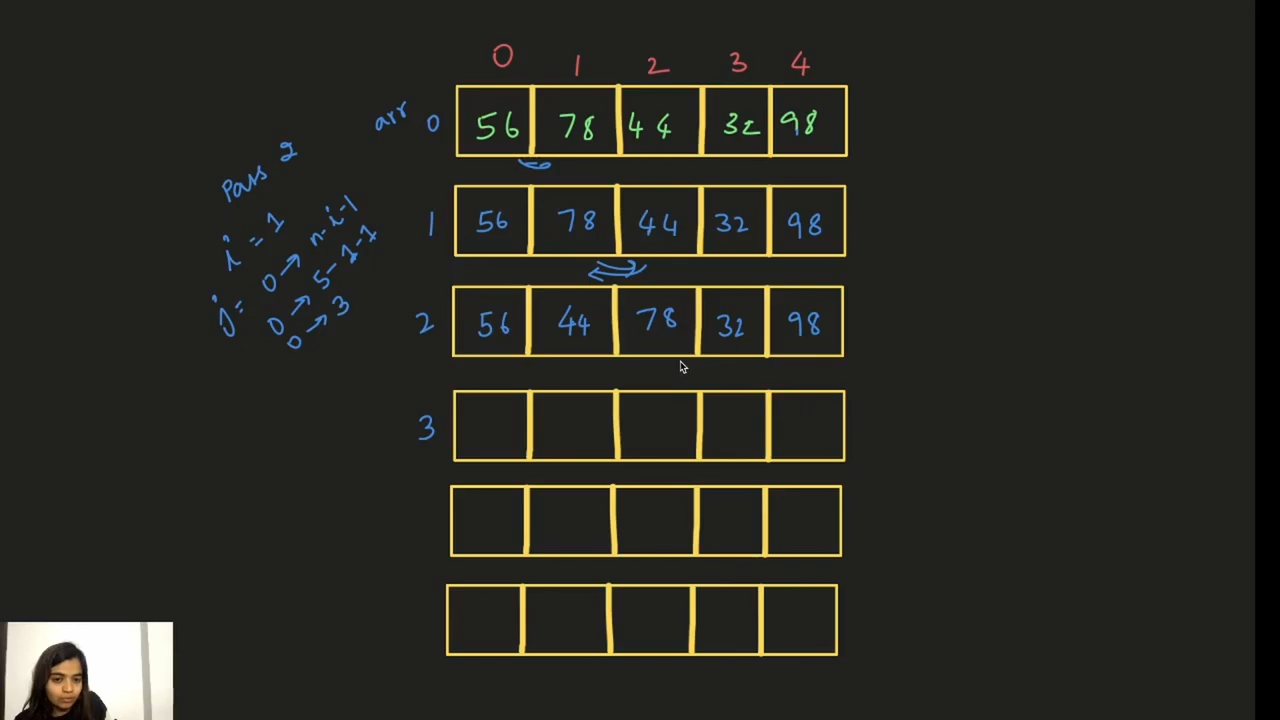 0 1 2 3 4
arr 0 56 78 44 32 98
Pass 2
1 56 78 44 32 98
i = 1
j = 0 → n-i-1
0 → 5-1-1
0 → 3
2 56 44 78 32 98
3